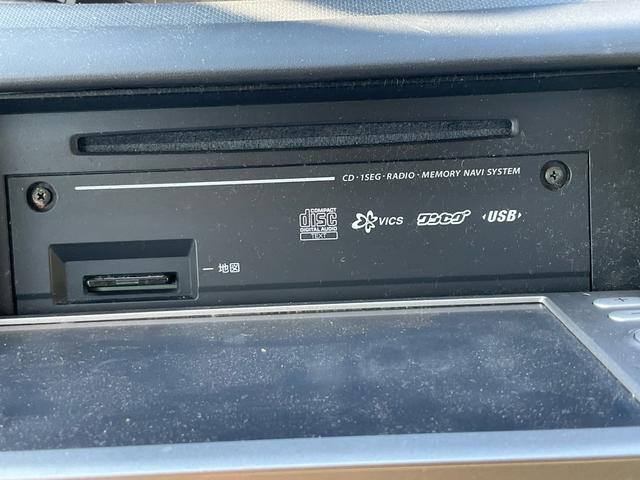 CD・1SEG・RADIO・MEMORY NAVI SYSTEM
COMPACT
disc
DIGITAL AUDIO
TEXT
VICS
ワンセグ
USB
地図
+